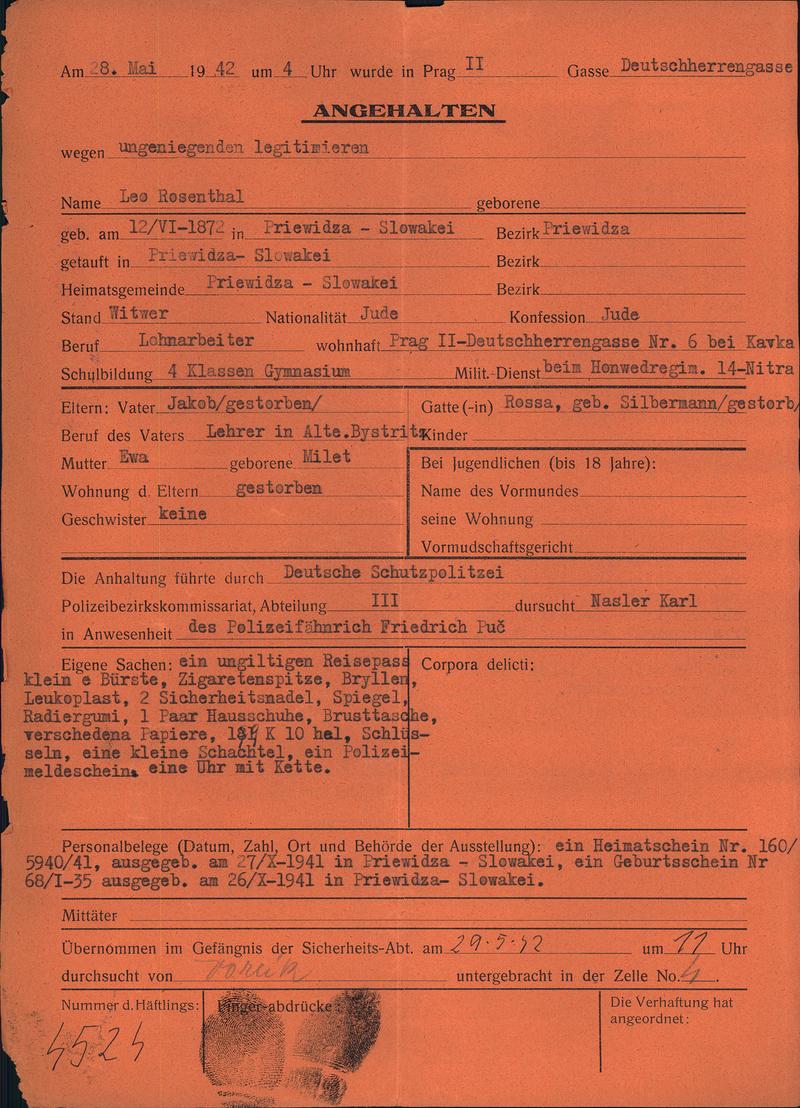 Am 28. Mai 19 42 um 4 Uhr wurde in Prag II Gasse Deutschherrengasse
ANGEHALTEN
wegen ungeniegenden legitimieren
Name Leo Rosenthal geborene
geb. am 12/VI-1872 in Priewidza - Slowakei Bezirk Priewidza
getauft in Priewidza- Slowakei Bezirk
Heimatsgemeinde Priewidza - Slowakei Bezirk
Stand Witwer Nationalität Jude Konfession Jude
Beruf Lohnarbeiter wohnhaft Prag II-Deutschherrengasse Nr. 6 bei Kavka
Schulbildung 4 Klassen Gymnasium Milit.-Dienst beim Honwedregim. 14-Nitra
Eltern: Vater Jakob/gestorben/ Gatte (-in) Rossa, geb. Silbermann/gestorb/
Beruf des Vaters Lehrer in Alte.Bystritz Kinder
Mutter Ewa geborene Milet Bei Jugendlichen (bis 18 Jahre):
Wohnung d. Eltern gestorben Name des Vormundes
Geschwister keine seine Wohnung
Vormudschaftsgericht
Die Anhaltung führte durch Deutsche Schutzpolitzei
Polizeibezirkskommissariat, Abteilung III dursucht Nasler Karl
in Anwesenheit des Polizeifähnrich Friedrich Puč
Eigene Sachen: ein ungiltigen Reisepass Corpora delicti:
klein e Bürste, Zigaretenspitze, Bryllen,
Leukoplast, 2 Sicherheitsnadel, Spiegel,
Radiergumi, 1 Paar Hausschuhe, Brusttasche,
verschedena Papiere, K 10 hel, Schlüs-
seln, eine kleine Schachtel, ein Polizei-
meldeschein. eine Uhr mit Kette.
Personalbelege (Datum, Zahl, Ort und Behörde der Ausstellung): ein Heimatschein Nr. 160/
5940/41, ausgegeb. am 27/X-1941 in Priewidza - Slowakei, ein Geburtsschein Nr
68/I-35 ausgegeb. am 26/X-1941 in Priewidza- Slowakei.
Mittäter
Übernommen im Gefängnis der Sicherheits-Abt. am 29·5·42 um 11 Uhr
durchsucht von untergebracht in der Zelle No. 4.
Nummer d. Häftlings: Finger-abdrücke: Die Verhaftung hat
angeordnet:
4524